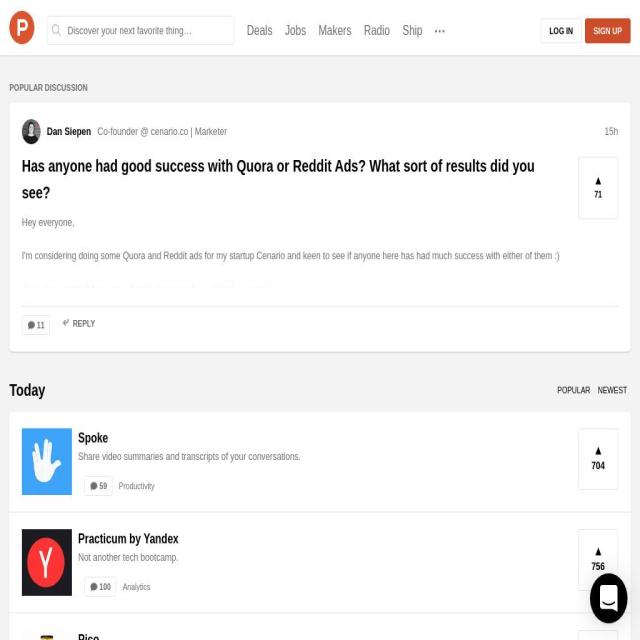 P
Discover your next favorite thing...
Deals Jobs Makers Radio Ship ...
LOG IN
SIGN UP
POPULAR DISCUSSION
Dan Siepen Co-founder @ cenario.co | Marketer
15h
Has anyone had good success with Quora or Reddit Ads? What sort of results did you
see?
71
Hey everyone,
I'm considering doing some Quora and Reddit ads for my startup Cenario and keen to see if anyone here has had much success with either of them :)
11
REPLY
Today
POPULAR NEWEST
Spoke
Share video summaries and transcripts of your conversations.
59 Productivity
704
Y
Practicum by Yandex
Not another tech bootcamp.
100 Analytics
756